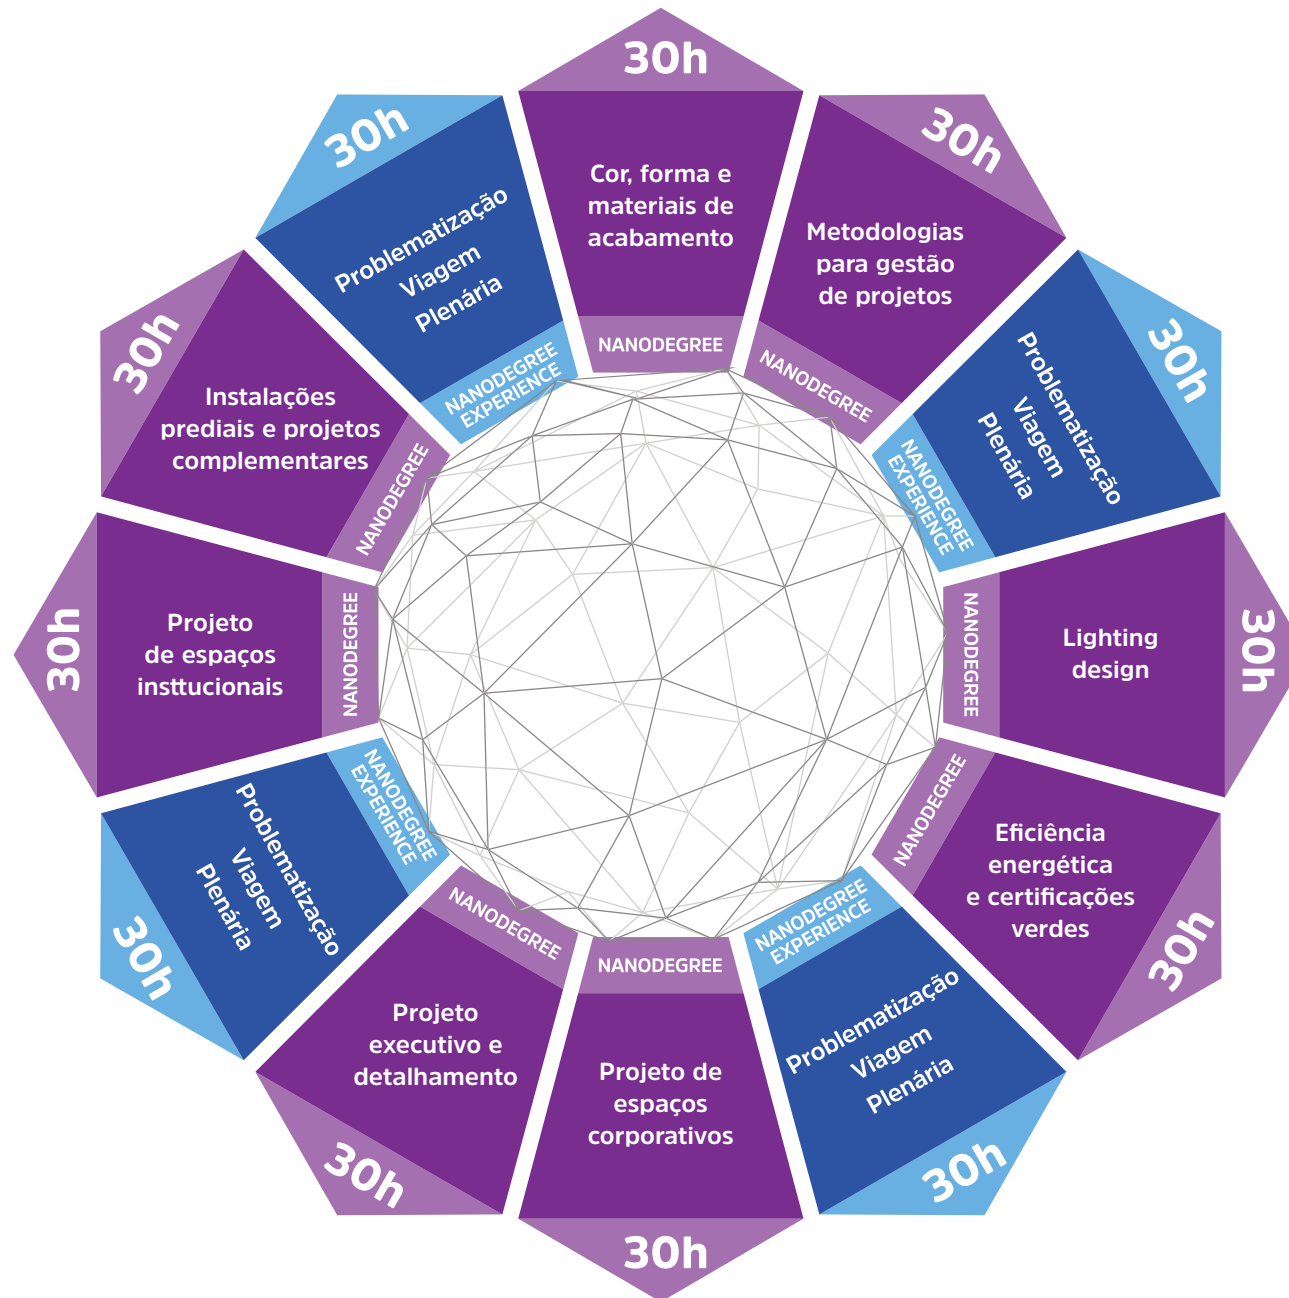 30h
Cor, forma e
materiais de
acabamento
NANODEGREE
30h
Metodologias
para gestão
de projetos
NANODEGREE
30h
Problematização
Viagem
Plenária
NANODEGREE
EXPERIENCE
30h
Lighting
design
NANODEGREE
30h
Eficiência
energética
e certificações
verdes
NANODEGREE
30h
Problematização
Viagem
Plenária
NANODEGREE
EXPERIENCE
30h
Projeto de
espaços
corporativos
NANODEGREE
30h
Projeto
executivo e
detalhamento
NANODEGREE
30h
Problematização
Viagem
Plenária
NANODEGREE
EXPERIENCE
30h
Projeto
de espaços
insttucionais
NANODEGREE
30h
Instalações
prediais e projetos
complementares
NANODEGREE
30h
Problematização
Viagem
Plenária
NANODEGREE
EXPERIENCE